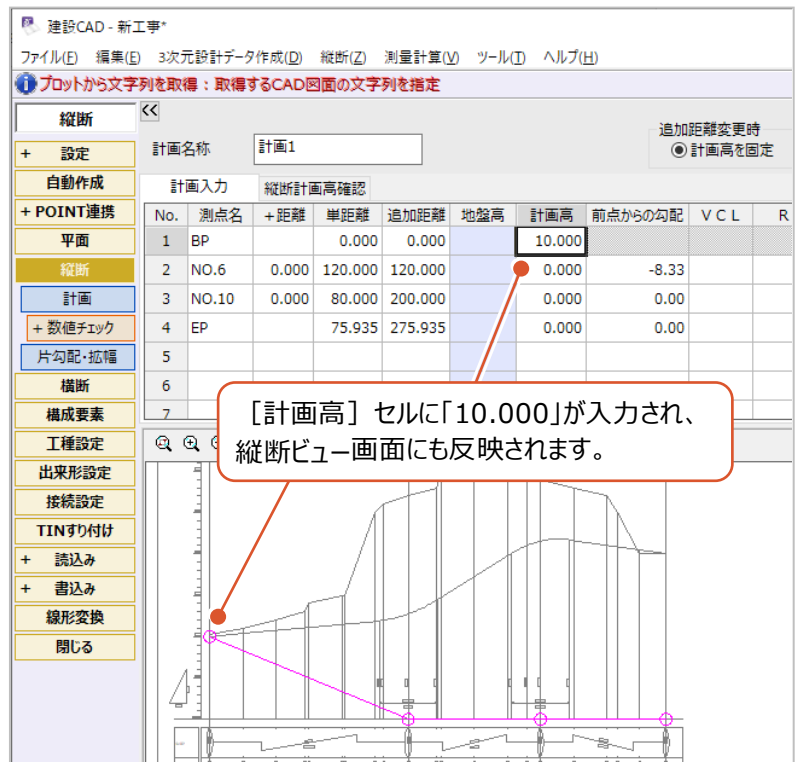 建設CAD - 新工事*
ファイル(F) 編集(E) 3次元設計データ作成(D) 縦断(Z) 測量計算(V) ツール(T) ヘルプ(H)
プロットから文字列を取得：取得するCAD図面の文字列を指定
縦断
+ 設定
自動作成
+ POINT連携
平面
縦断
計画
+ 数値チェック
片勾配・拡幅
横断
構成要素
工種設定
出来形設定
接続設定
TINすり付け
+ 読込み
+ 書込み
線形変換
閉じる
<<
追加距離変更時
計画名称 計画1 計画高を固定
計画入力 縦断計画高確認
No. 測点名 +距離 単距離 追加距離 地盤高 計画高 前点からの勾配 VCL R
1 BP 0.000 0.000 10.000
2 NO.6 0.000 120.000 120.000 0.000 -8.33
3 NO.10 0.000 80.000 200.000 0.000 0.00
4 EP 75.935 275.935 0.000 0.00
5
6
7
［計画高］セルに「10.000」が入力され、
縦断ビュー画面にも反映されます。